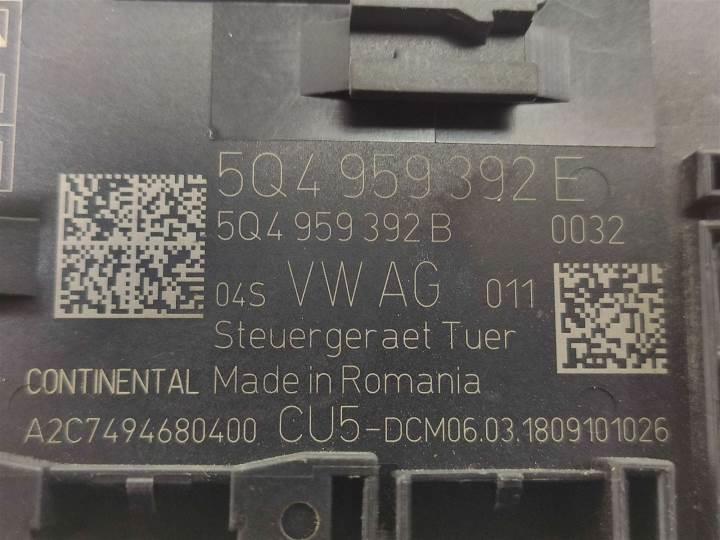 5Q4 959 392 E
5Q4 959 392 B 0032
04S VW AG 011
Steuergeraet Tuer
CONTINENTAL Made in Romania
A2C7494680400 CU5-DCM06.03.1809101026